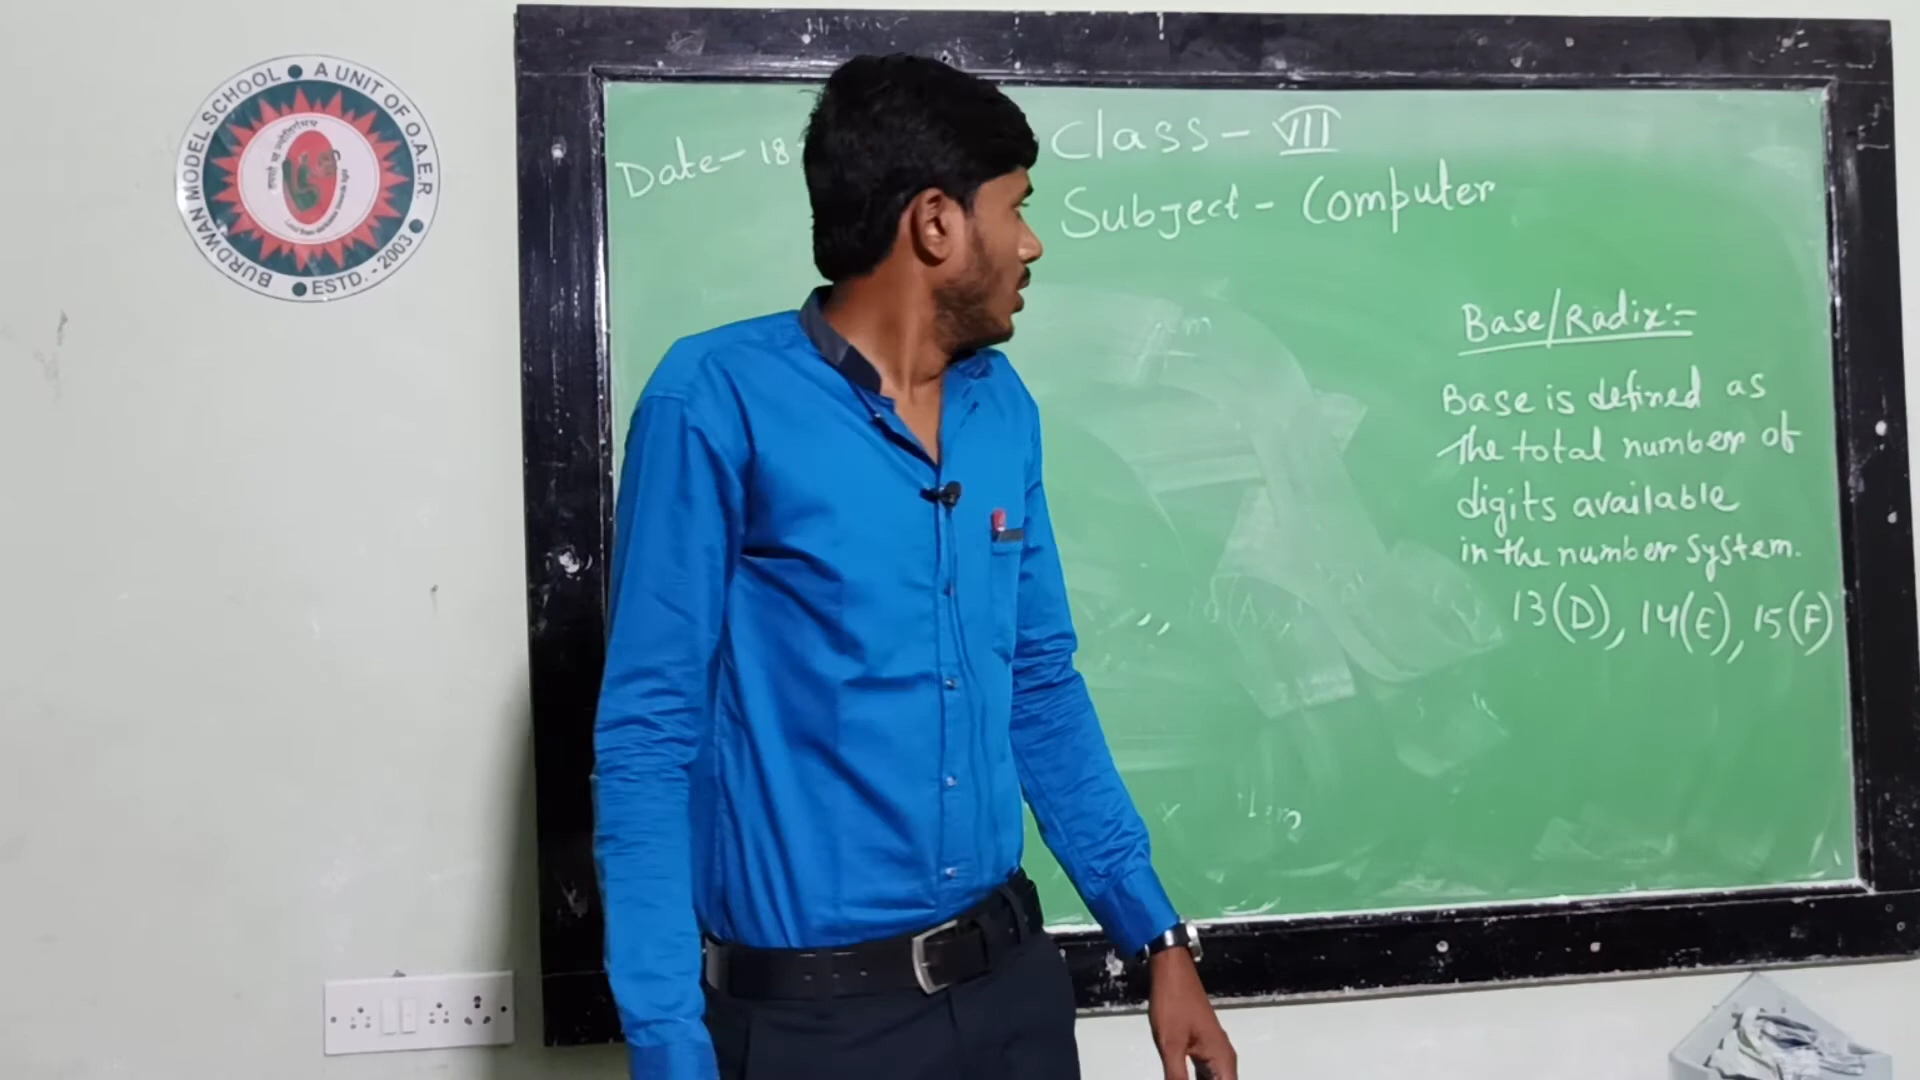 BURDWAN MODEL SCHOOL • A UNIT OF O.A.E.R.
• ESTD. - 2003 •
Date - 18
Class - VII
Subject - Computer
Base/Radix:-
Base is defined as
the total number of
digits available
in the number system.
13(D), 14(E), 15(F)